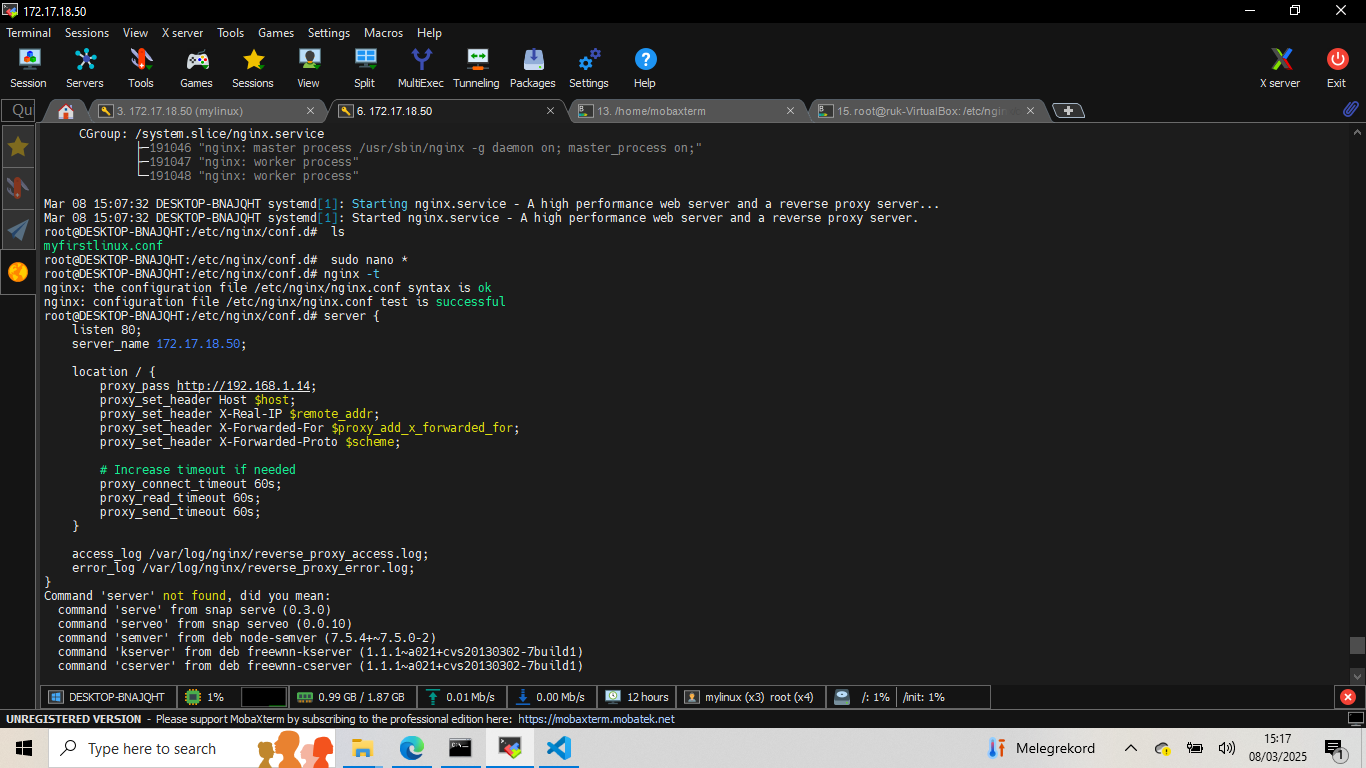 172.17.18.50
Terminal Sessions View X server Tools Games Settings Macros Help
Session Servers Tools Games Sessions View Split MultiExec Tunneling Packages Settings Help X server Exit
Qu 3. 172.17.18.50 (mylinux) 6. 172.17.18.50 13. /home/mobaxterm 15. root@ruk-VirtualBox: /etc/ngin
CGroup: /system.slice/nginx.service
├─191046 "nginx: master process /usr/sbin/nginx -g daemon on; master_process on;"
├─191047 "nginx: worker process"
└─191048 "nginx: worker process"
Mar 08 15:07:32 DESKTOP-BNAJQHT systemd[1]: Starting nginx.service - A high performance web server and a reverse proxy server...
Mar 08 15:07:32 DESKTOP-BNAJQHT systemd[1]: Started nginx.service - A high performance web server and a reverse proxy server.
root@DESKTOP-BNAJQHT:/etc/nginx/conf.d#  ls
myfirstlinux.conf
root@DESKTOP-BNAJQHT:/etc/nginx/conf.d#  sudo nano *
root@DESKTOP-BNAJQHT:/etc/nginx/conf.d# nginx -t
nginx: the configuration file /etc/nginx/nginx.conf syntax is ok
nginx: configuration file /etc/nginx/nginx.conf test is successful
root@DESKTOP-BNAJQHT:/etc/nginx/conf.d# server {
listen 80;
server_name 172.17.18.50;
location / {
proxy_pass http://192.168.1.14;
proxy_set_header Host $host;
proxy_set_header X-Real-IP $remote_addr;
proxy_set_header X-Forwarded-For $proxy_add_x_forwarded_for;
proxy_set_header X-Forwarded-Proto $scheme;
# Increase timeout if needed
proxy_connect_timeout 60s;
proxy_read_timeout 60s;
proxy_send_timeout 60s;
}
access_log /var/log/nginx/reverse_proxy_access.log;
error_log /var/log/nginx/reverse_proxy_error.log;
}
Command 'server' not found, did you mean:
command 'serve' from snap serve (0.3.0)
command 'serveo' from snap serveo (0.0.10)
command 'semver' from deb node-semver (7.5.4+~7.5.0-2)
command 'kserver' from deb freewnn-kserver (1.1.1~a021+cvs20130302-7build1)
command 'cserver' from deb freewnn-cserver (1.1.1~a021+cvs20130302-7build1)
DESKTOP-BNAJQHT 1% 0.99 GB / 1.87 GB 0.01 Mb/s 0.00 Mb/s 12 hours mylinux (x3) root (x4) /: 1% /init: 1%
UNREGISTERED VERSION - Please support MobaXterm by subscribing to the professional edition here: https://mobaxterm.mobatek.net
Type here to search Melegrekord 15:17
08/03/2025 1